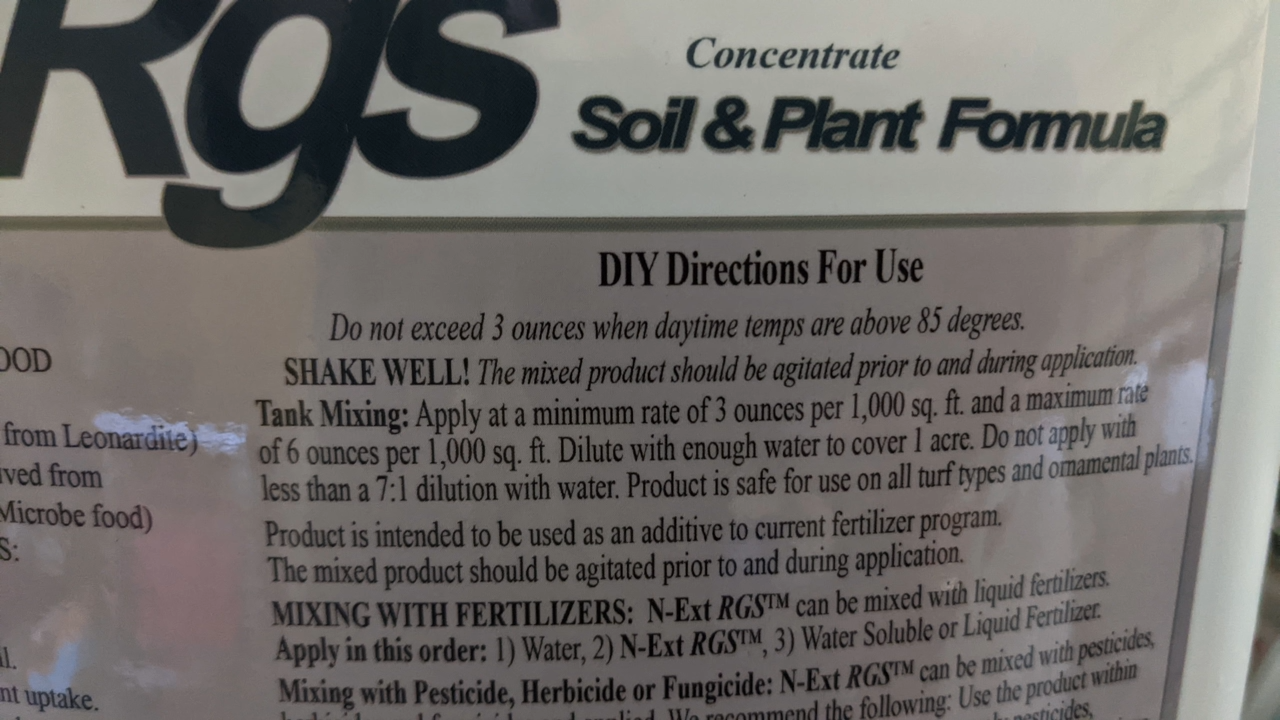 Rgs
Concentrate
Soil & Plant Formula
DIY Directions For Use
Do not exceed 3 ounces when daytime temps are above 85 degrees.
SHAKE WELL! The mixed product should be agitated prior to and during application.
Tank Mixing: Apply at a minimum rate of 3 ounces per 1,000 sq. ft. and a maximum rate
of 6 ounces per 1,000 sq. ft. Dilute with enough water to cover 1 acre. Do not apply with
less than a 7:1 dilution with water. Product is safe for use on all turf types and ornamental plants.
Product is intended to be used as an additive to current fertilizer program.
The mixed product should be agitated prior to and during application.
MIXING WITH FERTILIZERS: N-Ext RGS™ can be mixed with liquid fertilizers.
Apply in this order: 1) Water, 2) N-Ext RGS™, 3) Water Soluble or Liquid Fertilizer.
Mixing with Pesticide, Herbicide or Fungicide: N-Ext RGS™ can be mixed with pesticides,
We recommend the following: Use the product within
pesticides,
OOD
from Leonardite)
ved from
Microbe food)
S:
l.
nt uptake.